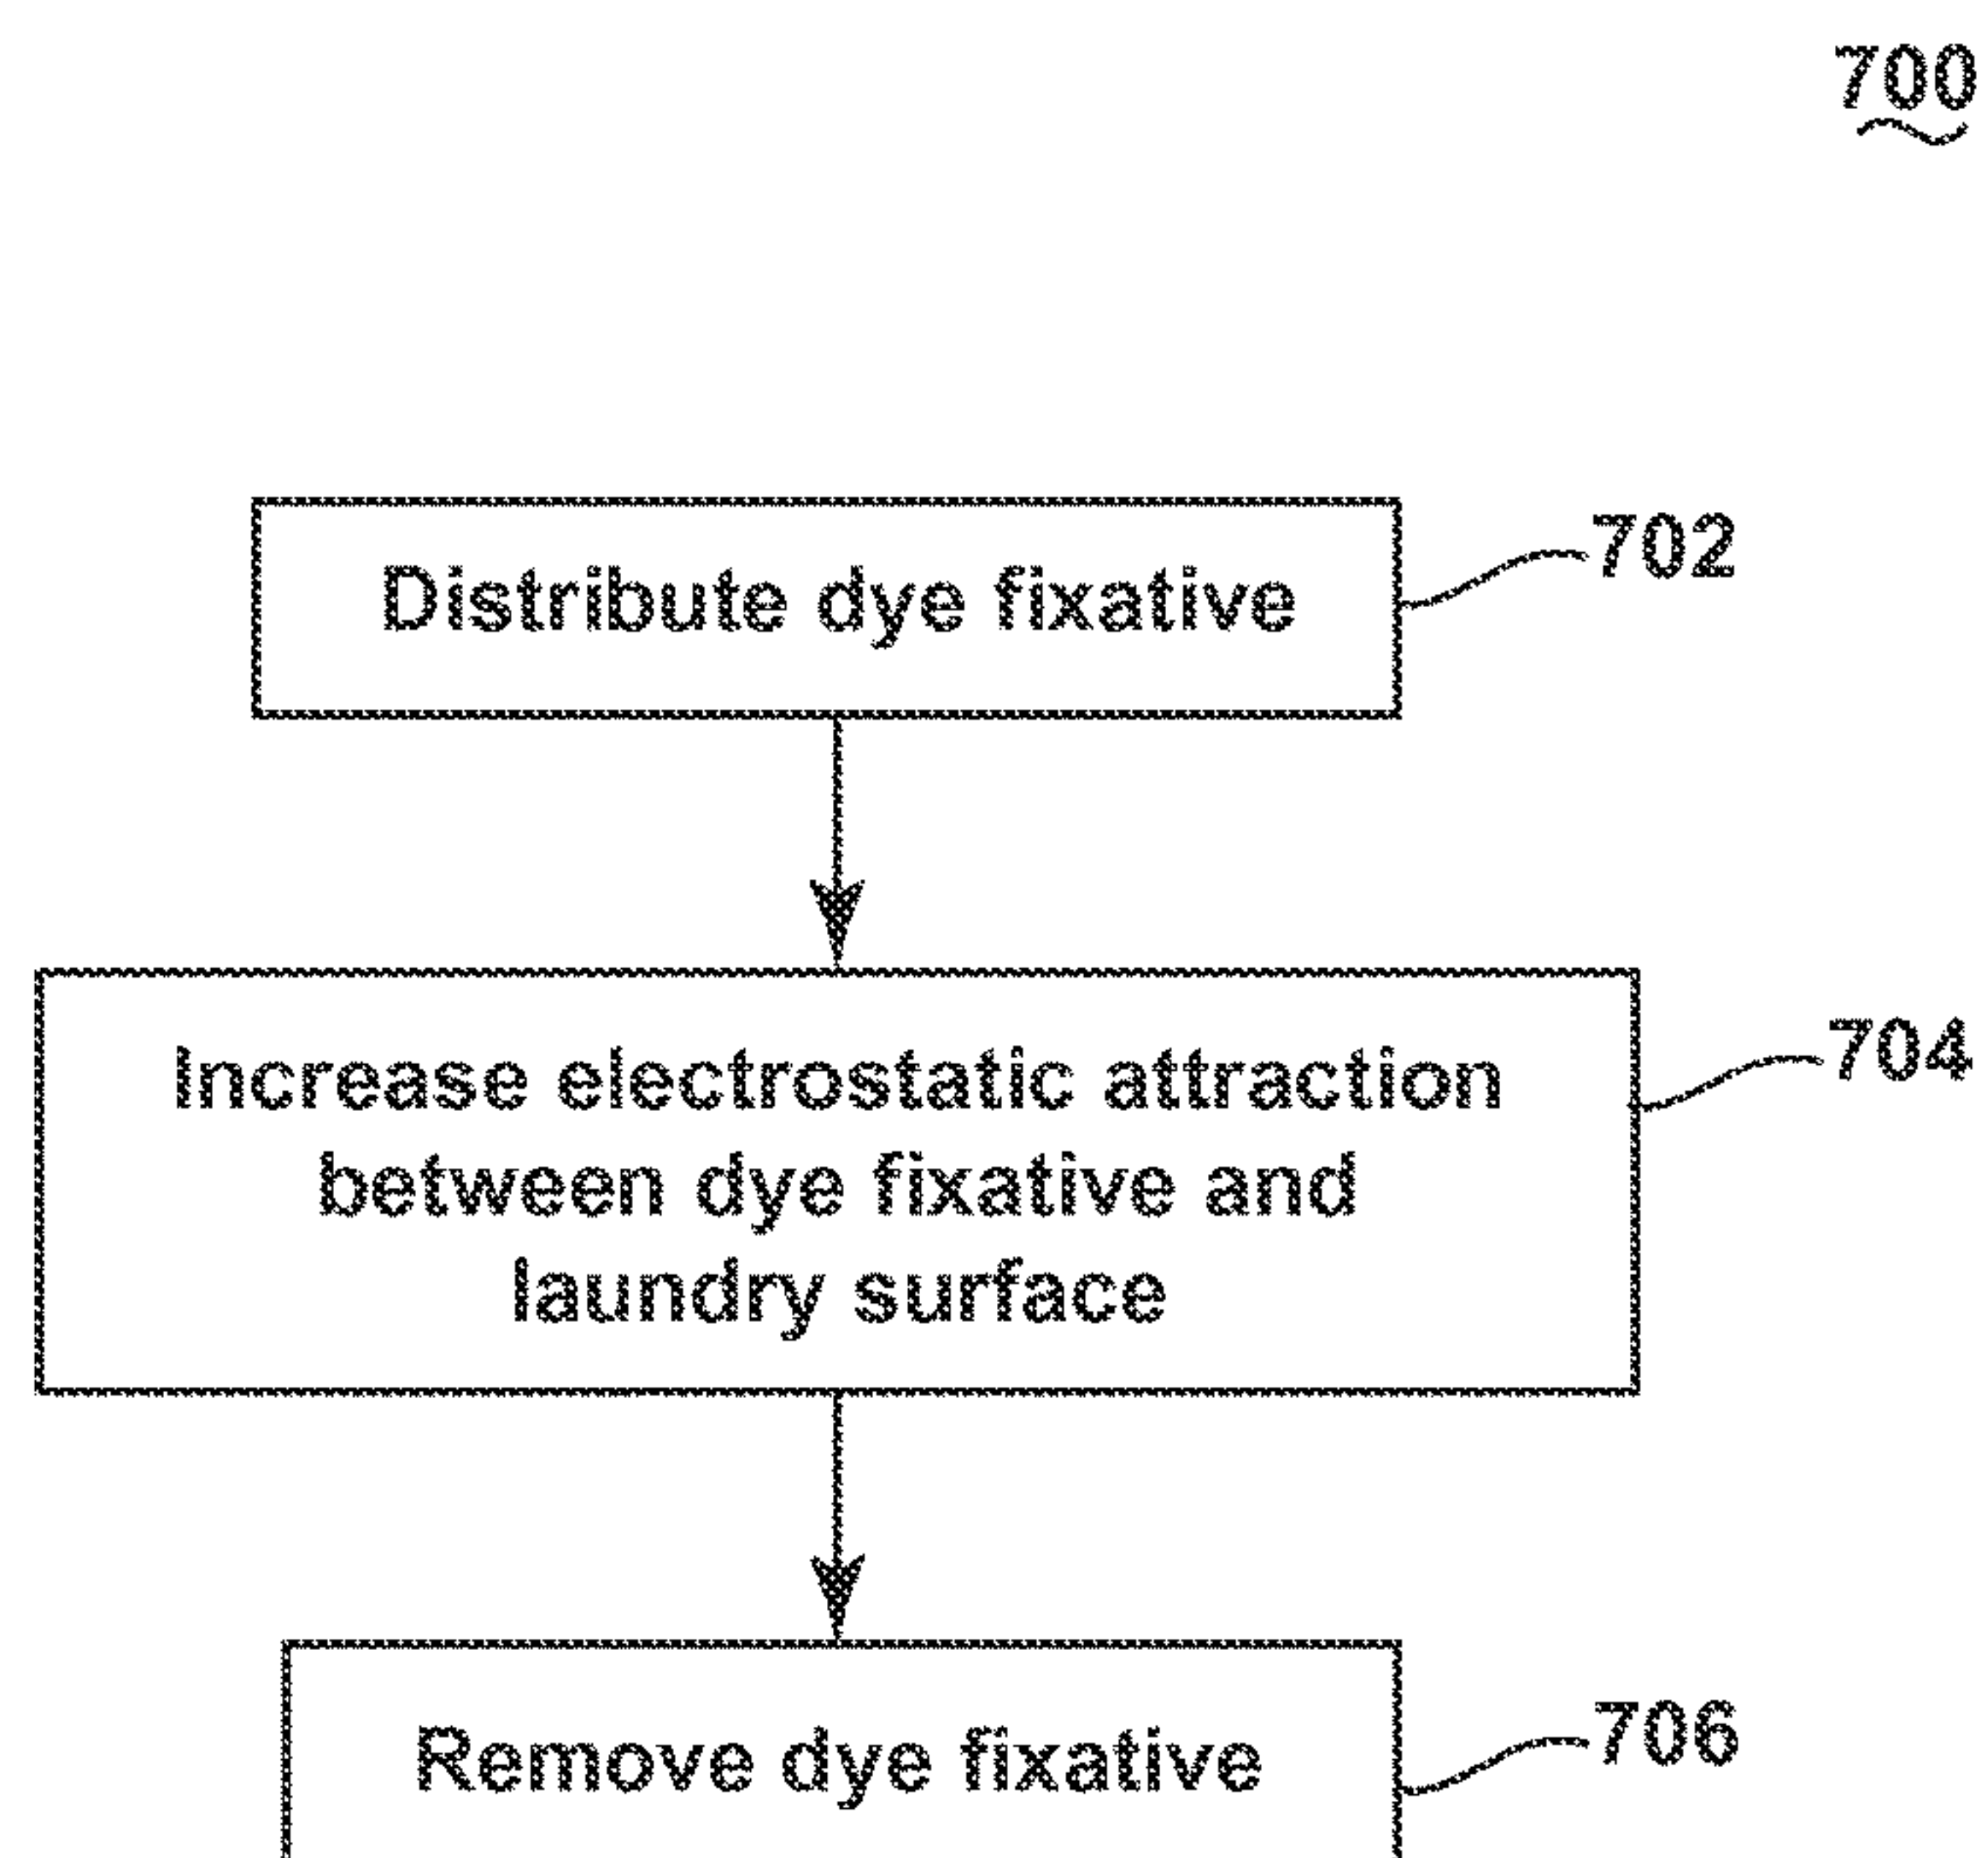 700
Distribute dye fixative
702
Increase electrostatic attraction
between dye fixative and
laundry surface
704
Remove dye fixative
706